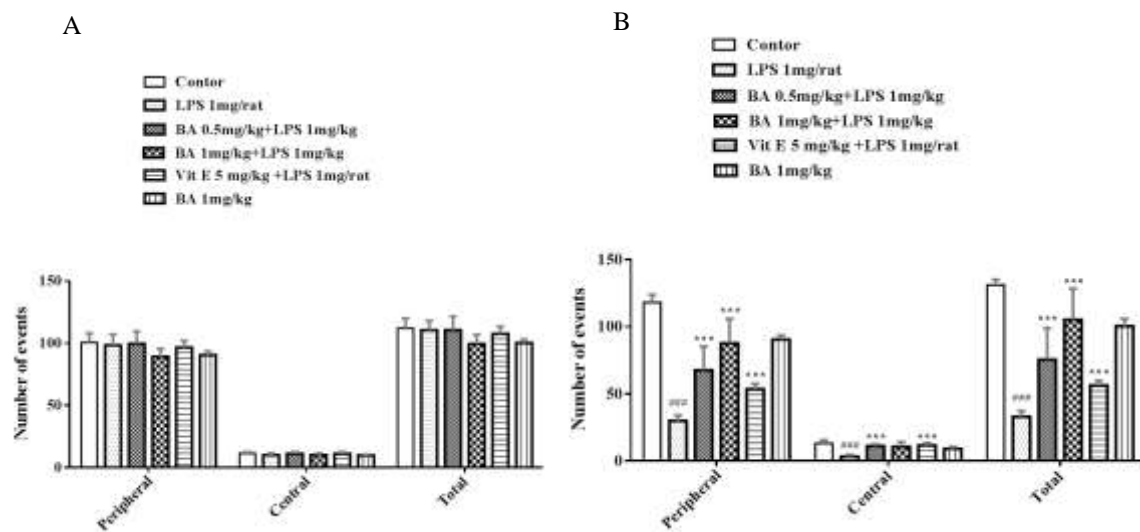 A
Contor
LPS 1mg/rat
BA 0.5mg/kg+LPS 1mg/kg
BA 1mg/kg+LPS 1mg/kg
Vit E 5 mg/kg +LPS 1mg/rat
BA 1mg/kg
Number of events
150
100
50
0
Peripheral
Central
Total
B
Contor
LPS 1mg/rat
BA 0.5mg/kg+LPS 1mg/kg
BA 1mg/kg+LPS 1mg/kg
Vit E 5 mg/kg +LPS 1mg/rat
BA 1mg/kg
Number of events
150
100
50
0
###
***
***
***
###
***
***
###
***
***
***
Peripheral
Central
Total